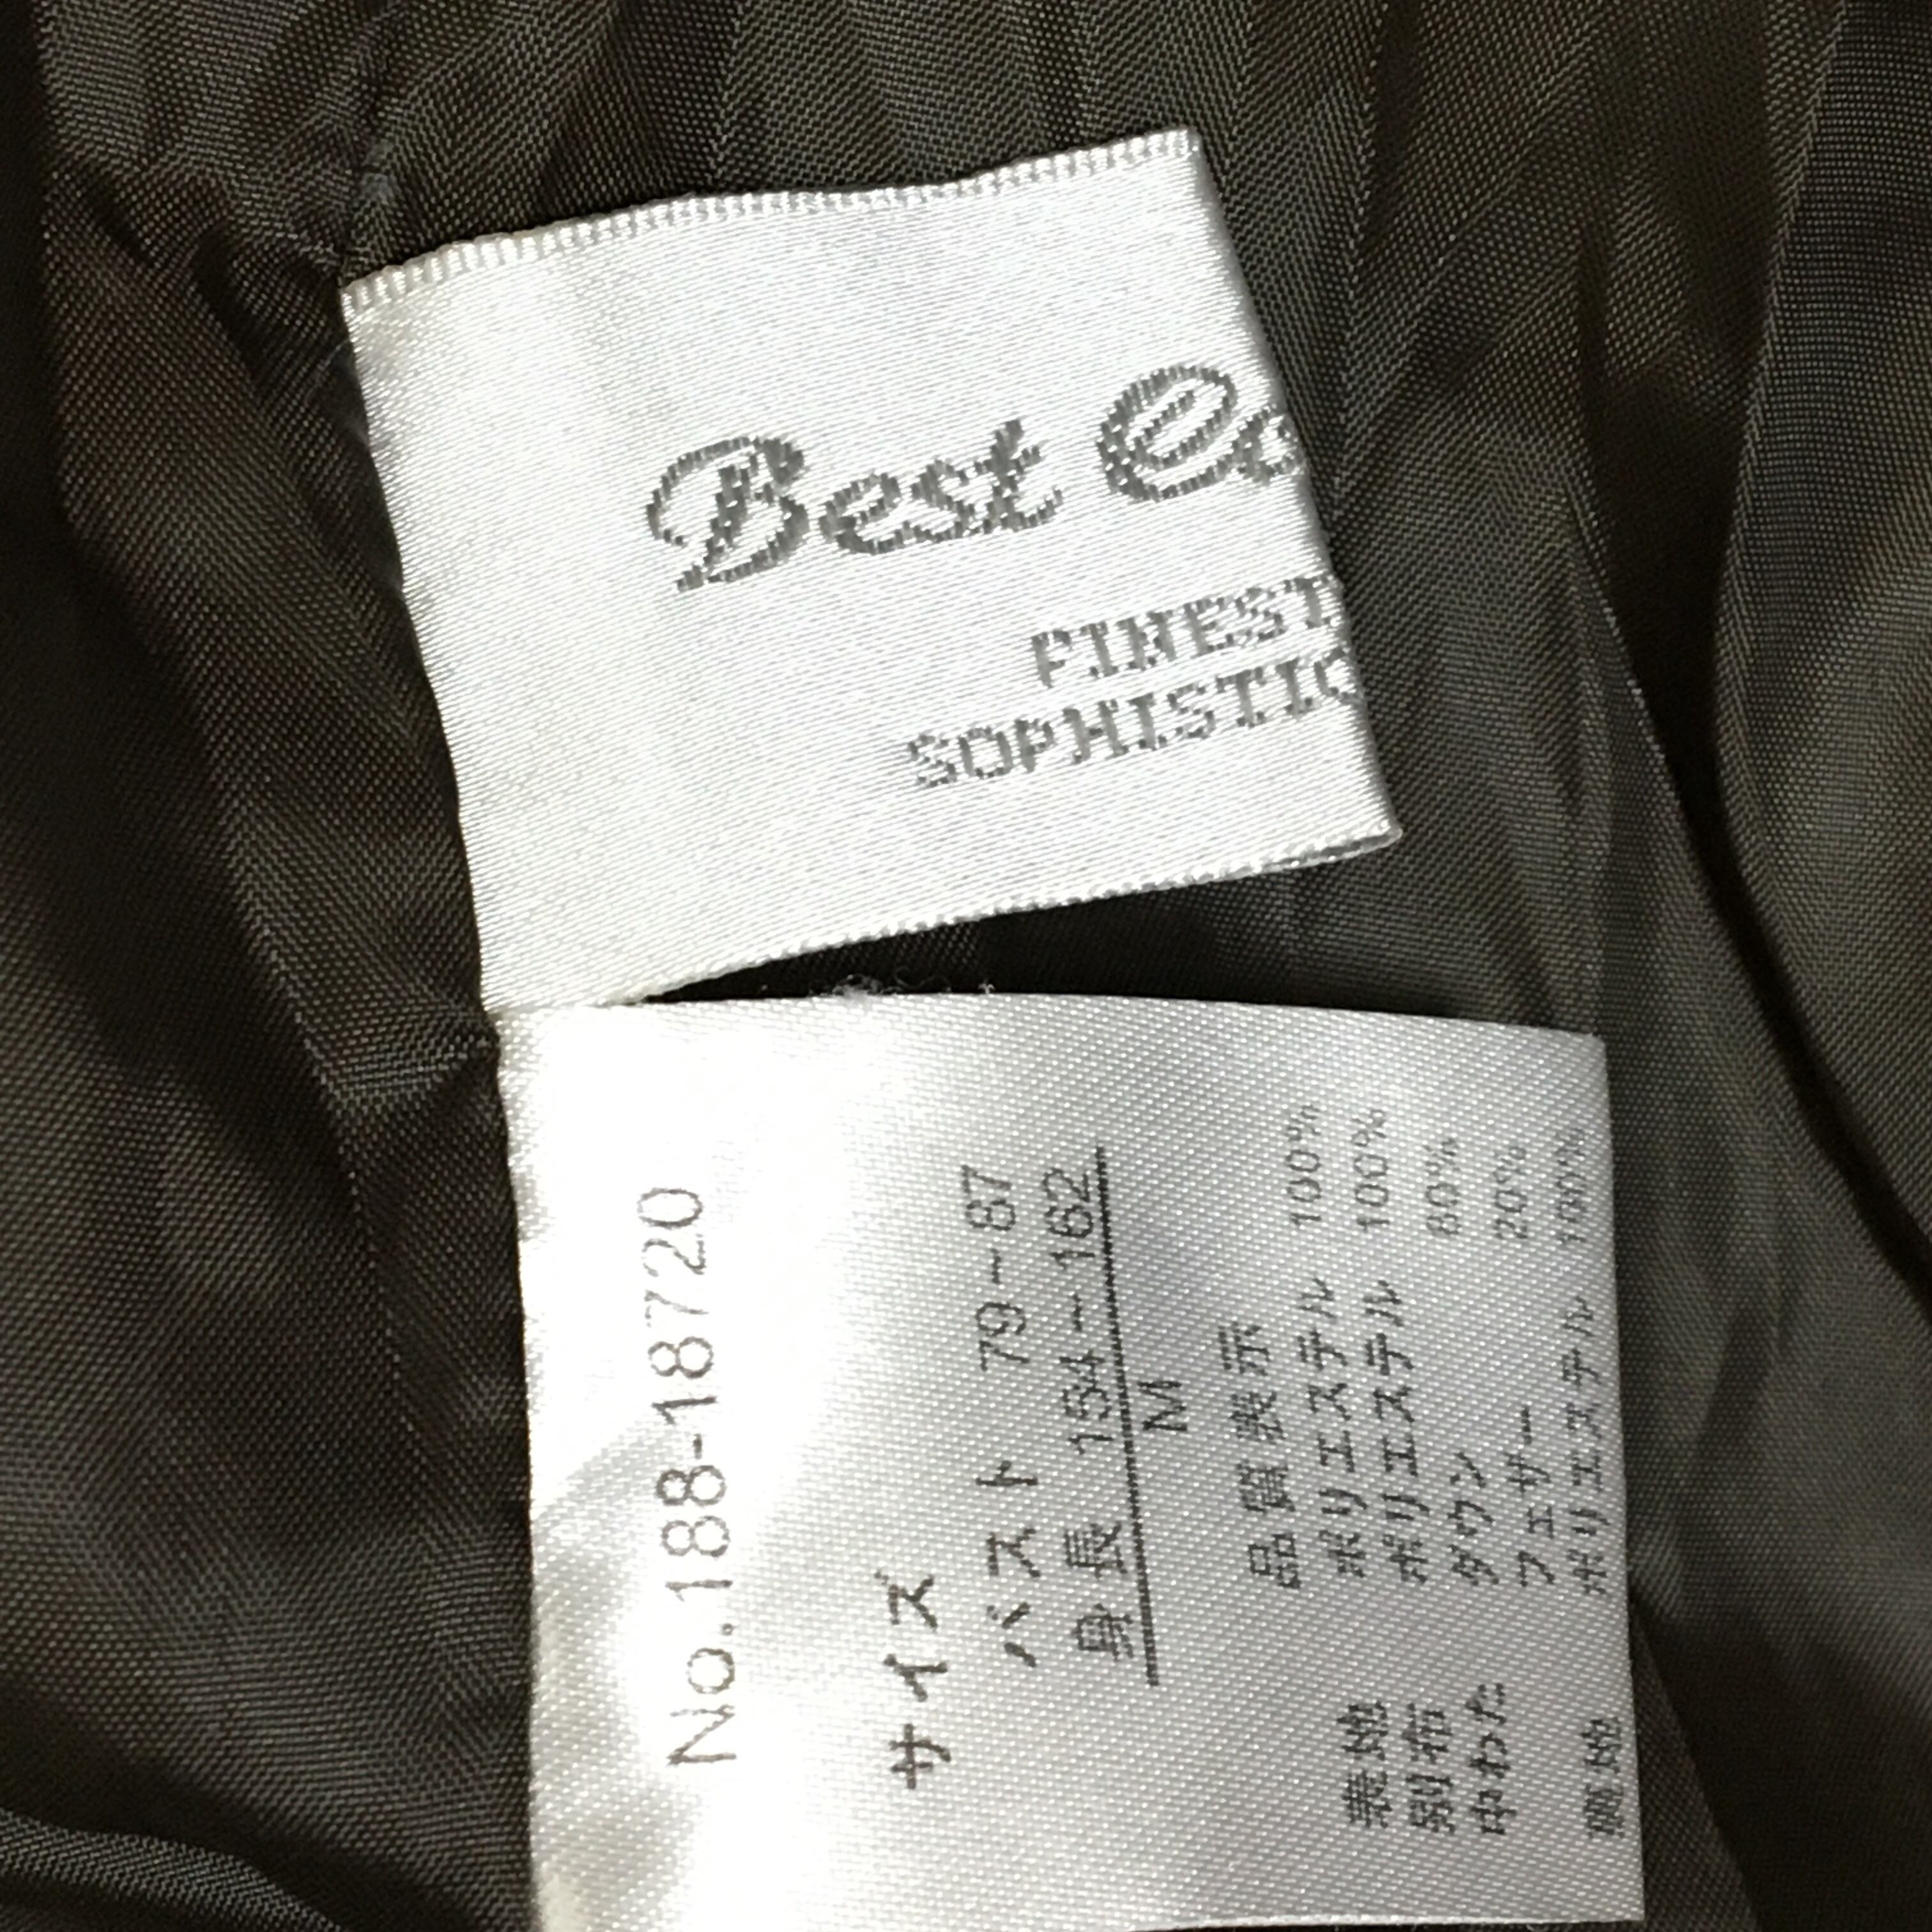 Best Co
FINEST
SOPHISTIC
No.188-18720
サイズ
バスト 79-87
身長 154-162
M
品質表示
表地 ポリエステル 100%
別布 ポリエステル 100%
中わた ダウン 80%
フェザー 20%
裏地 ポリエステル 100%